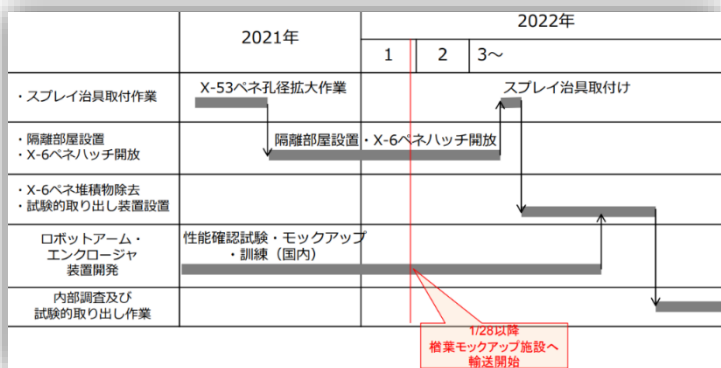 2021年
2022年
1
2
3～
・スプレイ治具取付作業
X-53ペネ孔径拡大作業
スプレイ治具取付け
・隔離部屋設置
・X-6ペネハッチ開放
隔離部屋設置・X-6ペネハッチ開放
・X-6ペネ堆積物除去
・試験的取り出し装置設置
ロボットアーム・
エンクロージャ
装置開発
性能確認試験・モックアップ
・訓練（国内）
内部調査及び
試験的取り出し作業
1/28以降
楢葉モックアップ施設へ
輸送開始